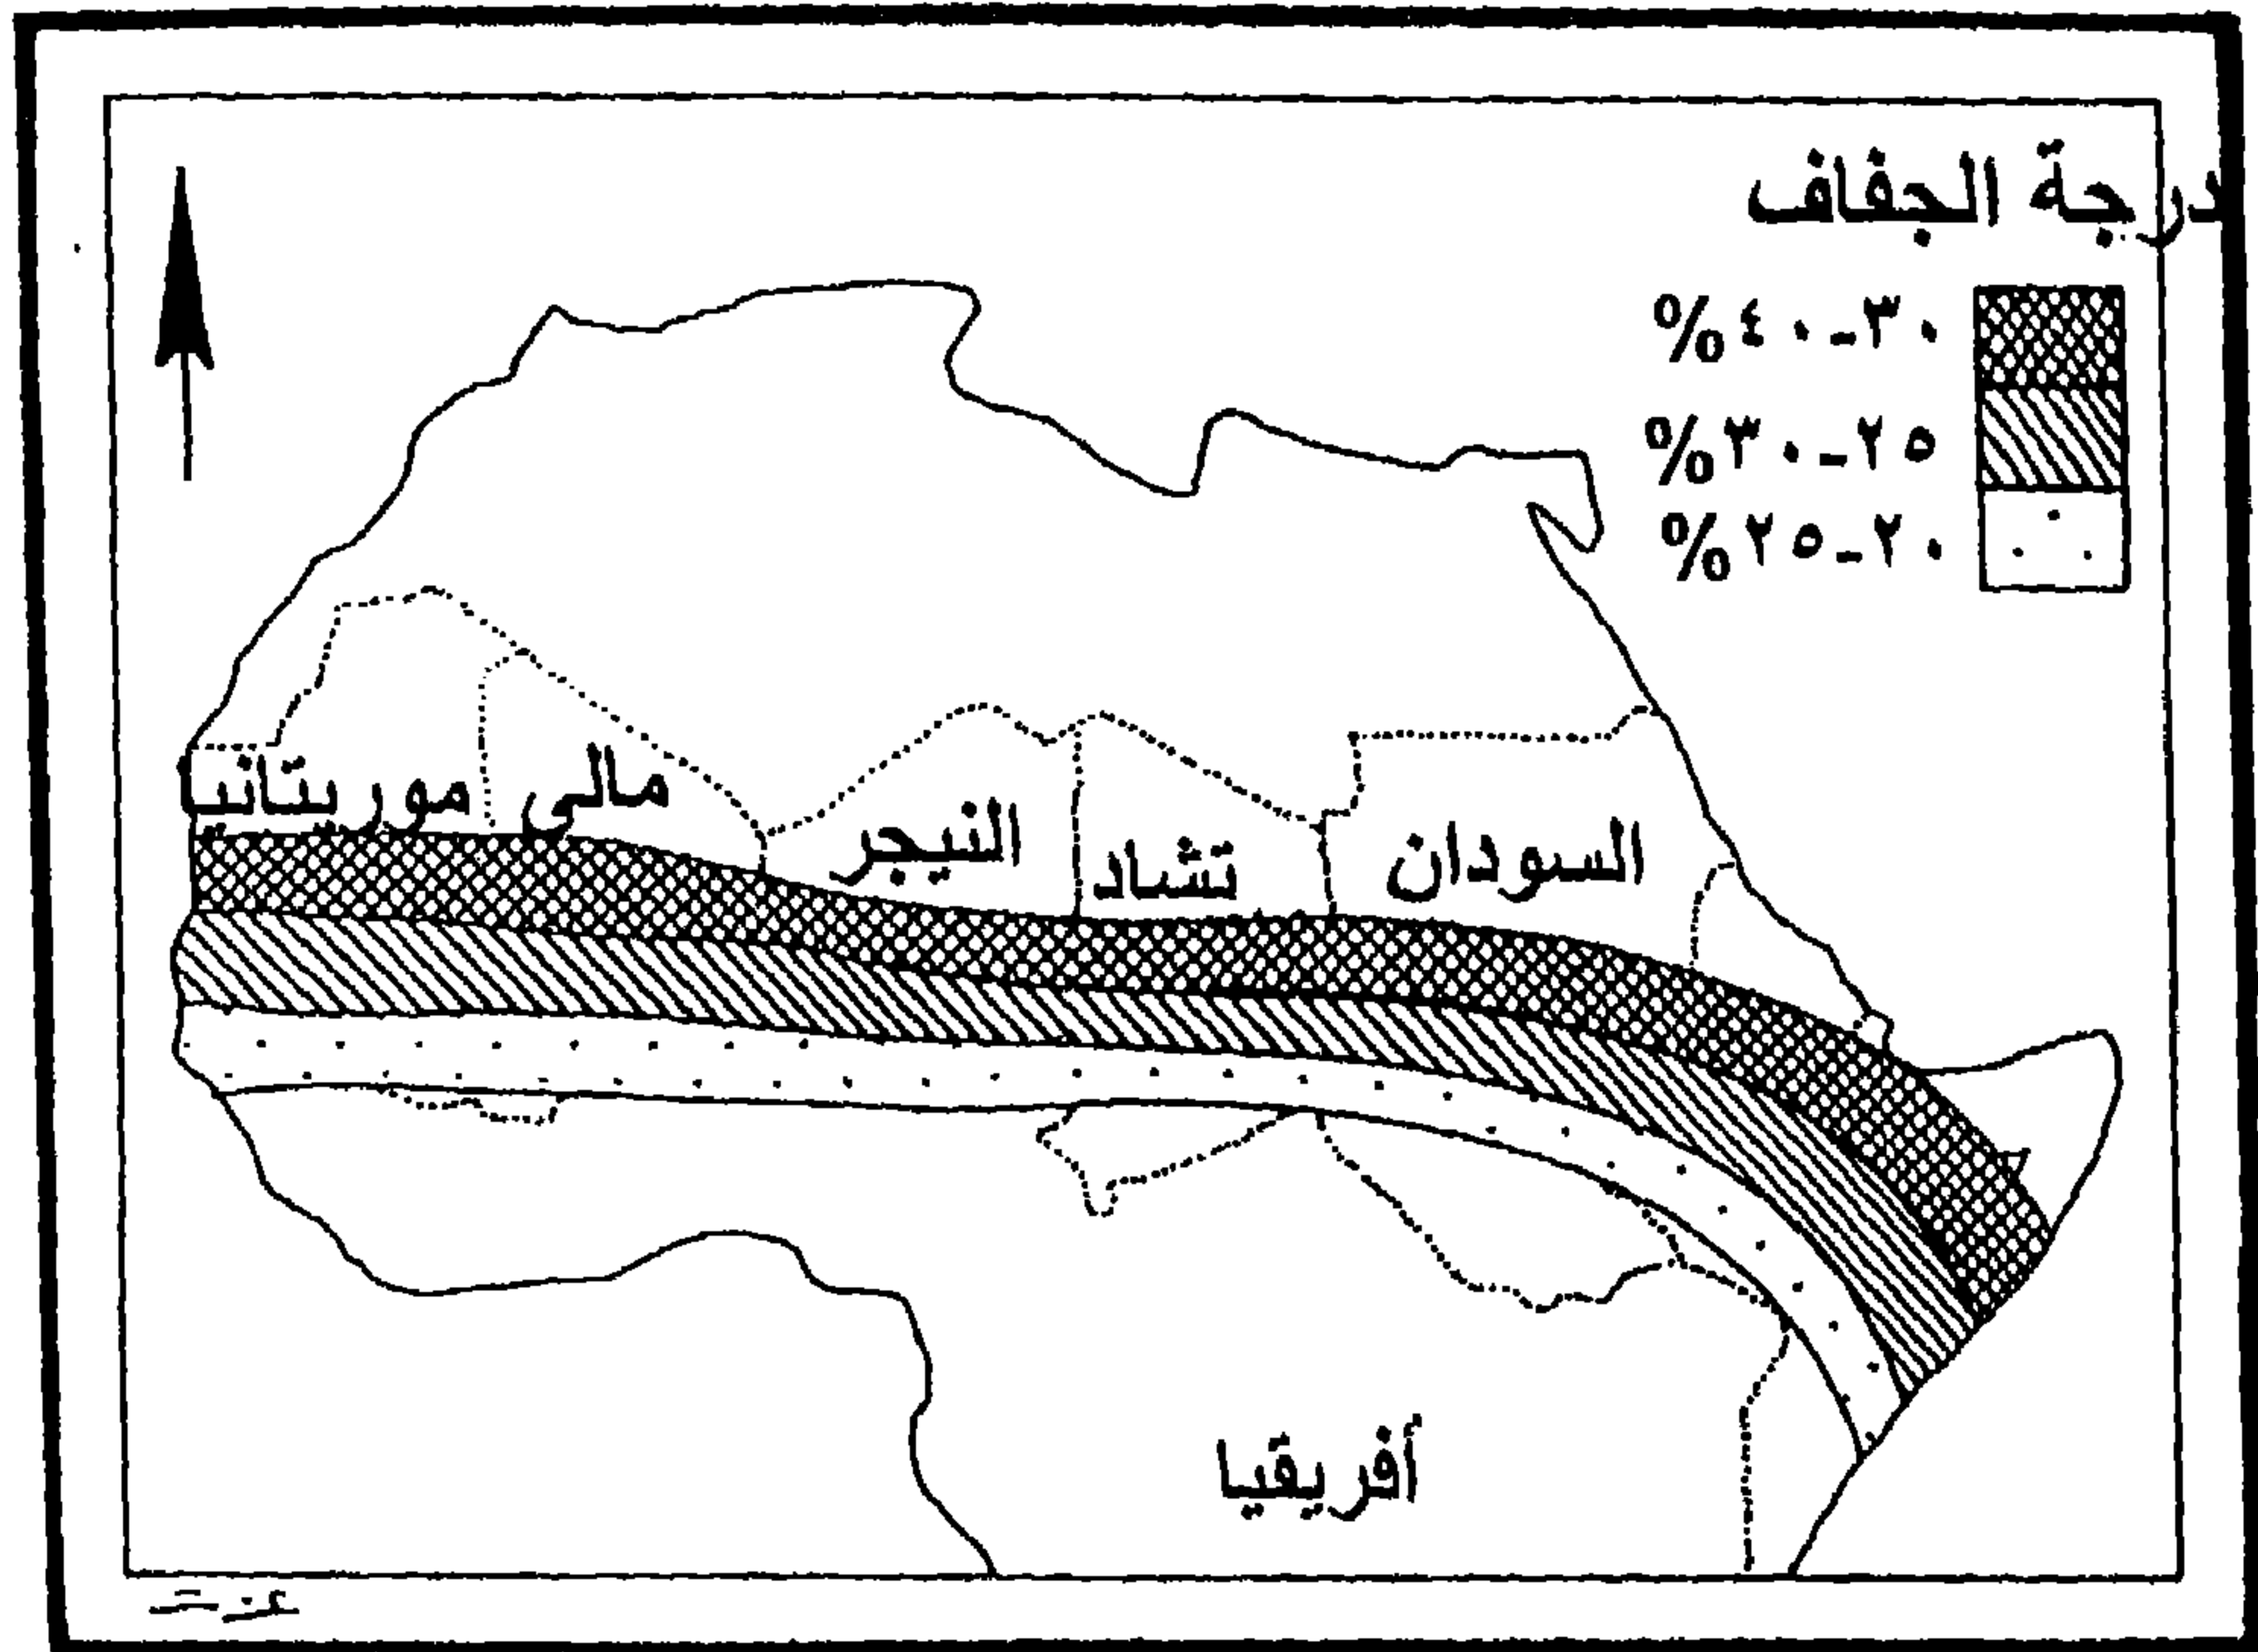 درجة الجفاف
٣٠-٤٠%
٢٥-٣٠%
٢٠-٢٥%
موريتانيا
مالي
النيجر
تشاد
السودان
أفريقيا